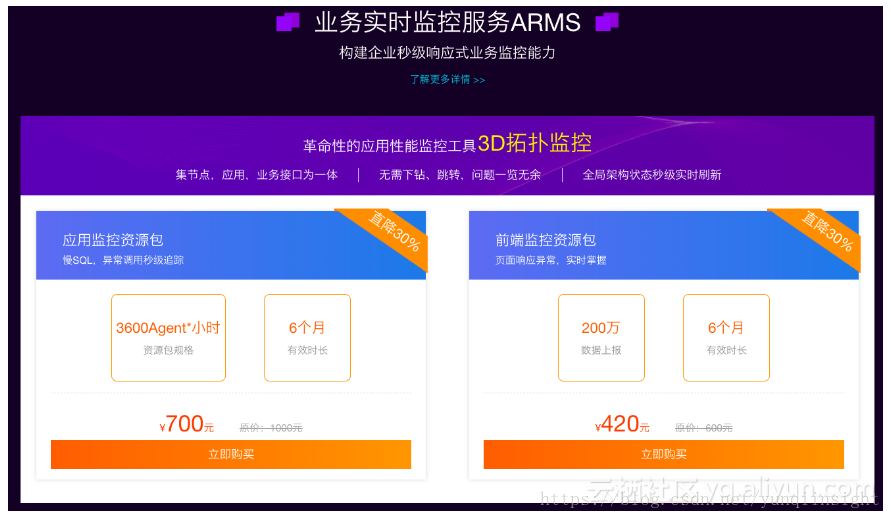 业务实时监控服务ARMS
构建企业秒级响应式业务监控能力
了解更多详情 >>
革命性的应用性能监控工具3D拓扑监控
集节点，应用，业务接口为一体 | 无需下钻、跳转，问题一览无余 | 全局架构状态秒级实时刷新
应用监控资源包
慢SQL，异常调用秒级追踪
直降30%
3600Agent*小时
资源包规格
6个月
有效时长
¥700元 原价：1000元
立即购买
前端监控资源包
页面响应异常，实时掌握
直降30%
200万
数据上报
6个月
有效时长
¥420元 原价：600元
立即购买
云栖社区 yq.aliyun.com
https://blog.csdn.net/yunqiinsight